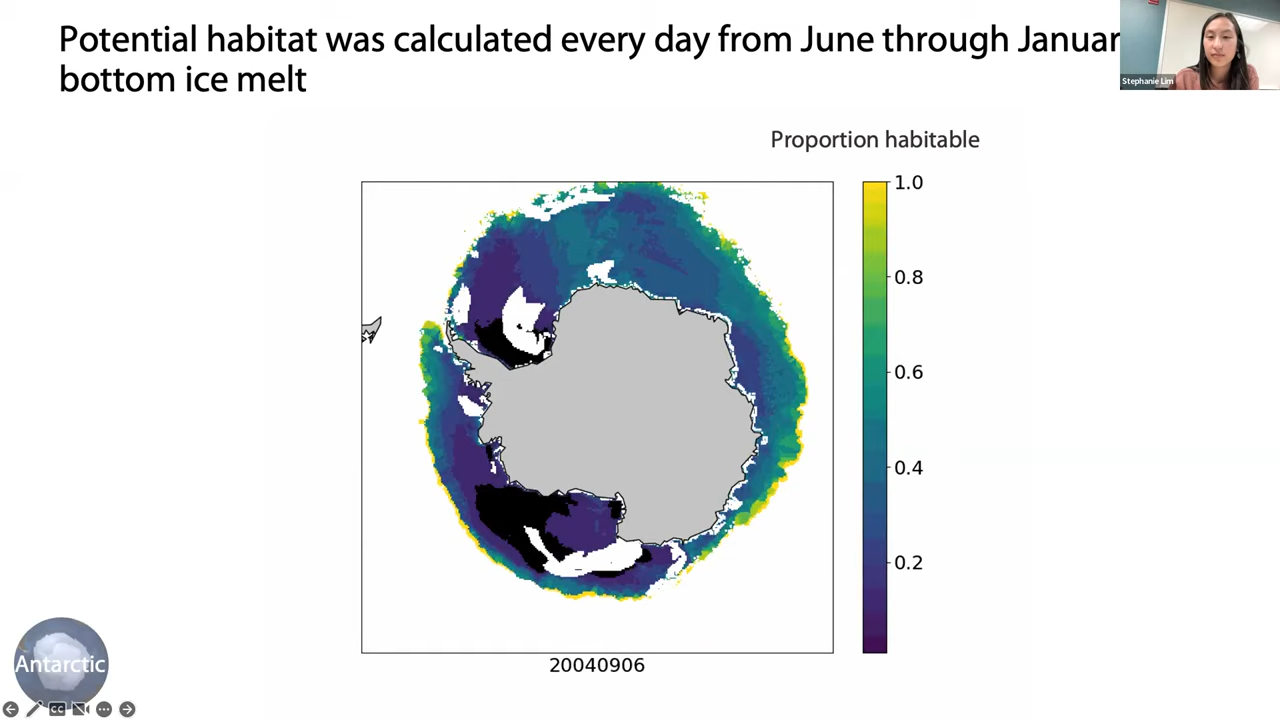 Potential habitat was calculated every day from June through Januar
bottom ice melt
Stephanie Lim
Proportion habitable
1.0
0.8
0.6
0.4
0.2
20040906
Antarctic
CC